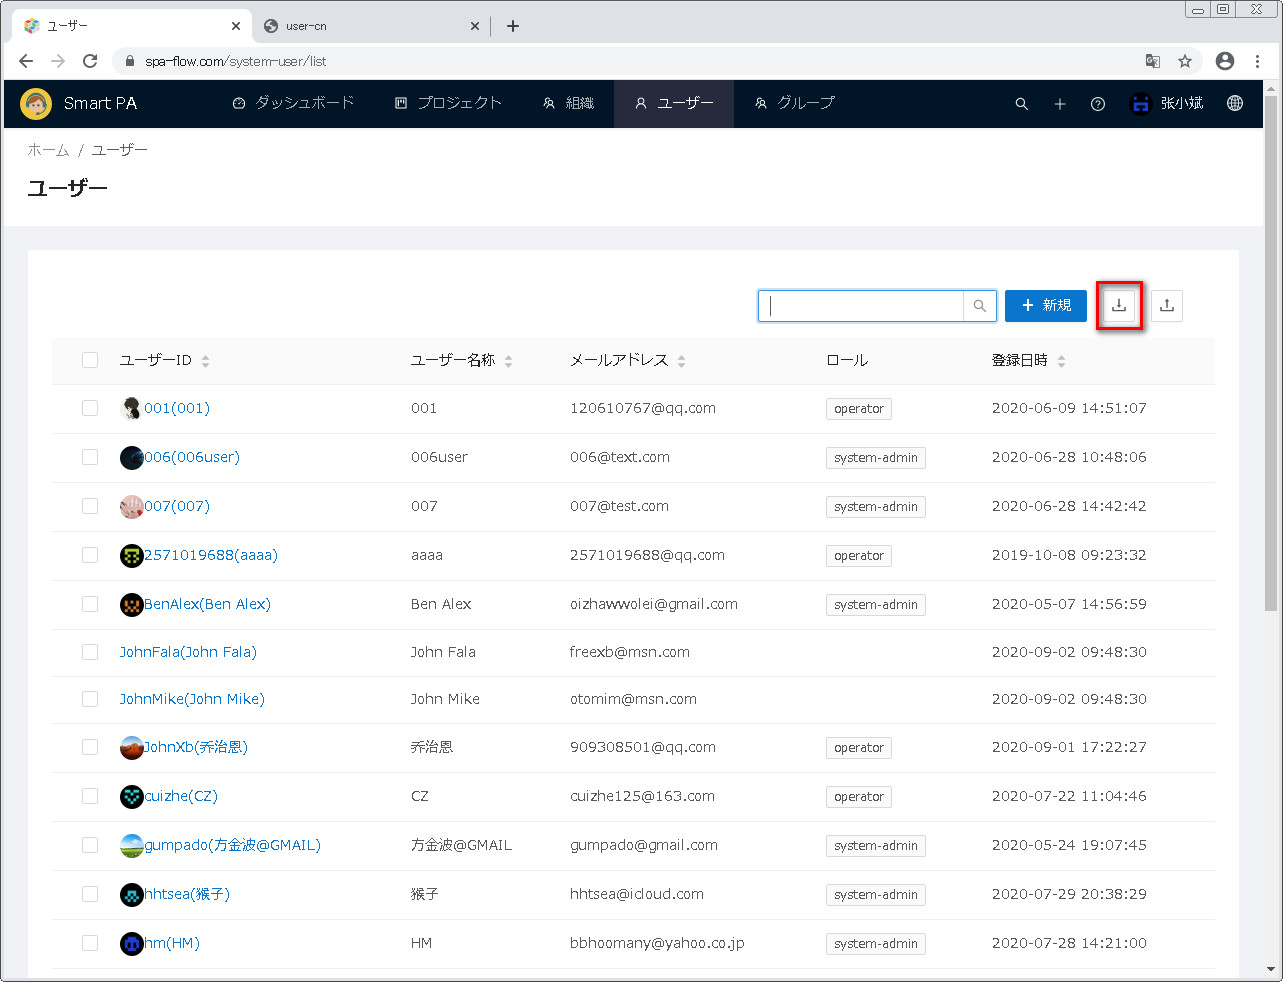 ユーザー
user-cn
spa-flow.com/system-user/list
Smart PA ダッシュボード プロジェクト 組織 ユーザー グループ 张小斌
ホーム / ユーザー
ユーザー
新規
ユーザーID ユーザー名称 メールアドレス ロール 登録日時
001(001) 001 120610767@qq.com operator 2020-06-09 14:51:07
006(006user) 006user 006@text.com system-admin 2020-06-28 10:48:06
007(007) 007 007@test.com system-admin 2020-06-28 14:42:42
2571019688(aaaa) aaaa 2571019688@qq.com operator 2019-10-08 09:23:32
BenAlex(Ben Alex) Ben Alex oizhawwolei@gmail.com system-admin 2020-05-07 14:56:59
JohnFala(John Fala) John Fala freexb@msn.com 2020-09-02 09:48:30
JohnMike(John Mike) John Mike otomim@msn.com 2020-09-02 09:48:30
JohnXb(乔治恩) 乔治恩 909308501@qq.com operator 2020-09-01 17:22:27
cuizhe(CZ) CZ cuizhe125@163.com operator 2020-07-22 11:04:46
gumpado(方金波@GMAIL) 方金波@GMAIL gumpado@gmail.com system-admin 2020-05-24 19:07:45
hhtsea(猴子) 猴子 hhtsea@icloud.com system-admin 2020-07-29 20:38:29
hm(HM) HM bbhoomany@yahoo.co.jp system-admin 2020-07-28 14:21:00